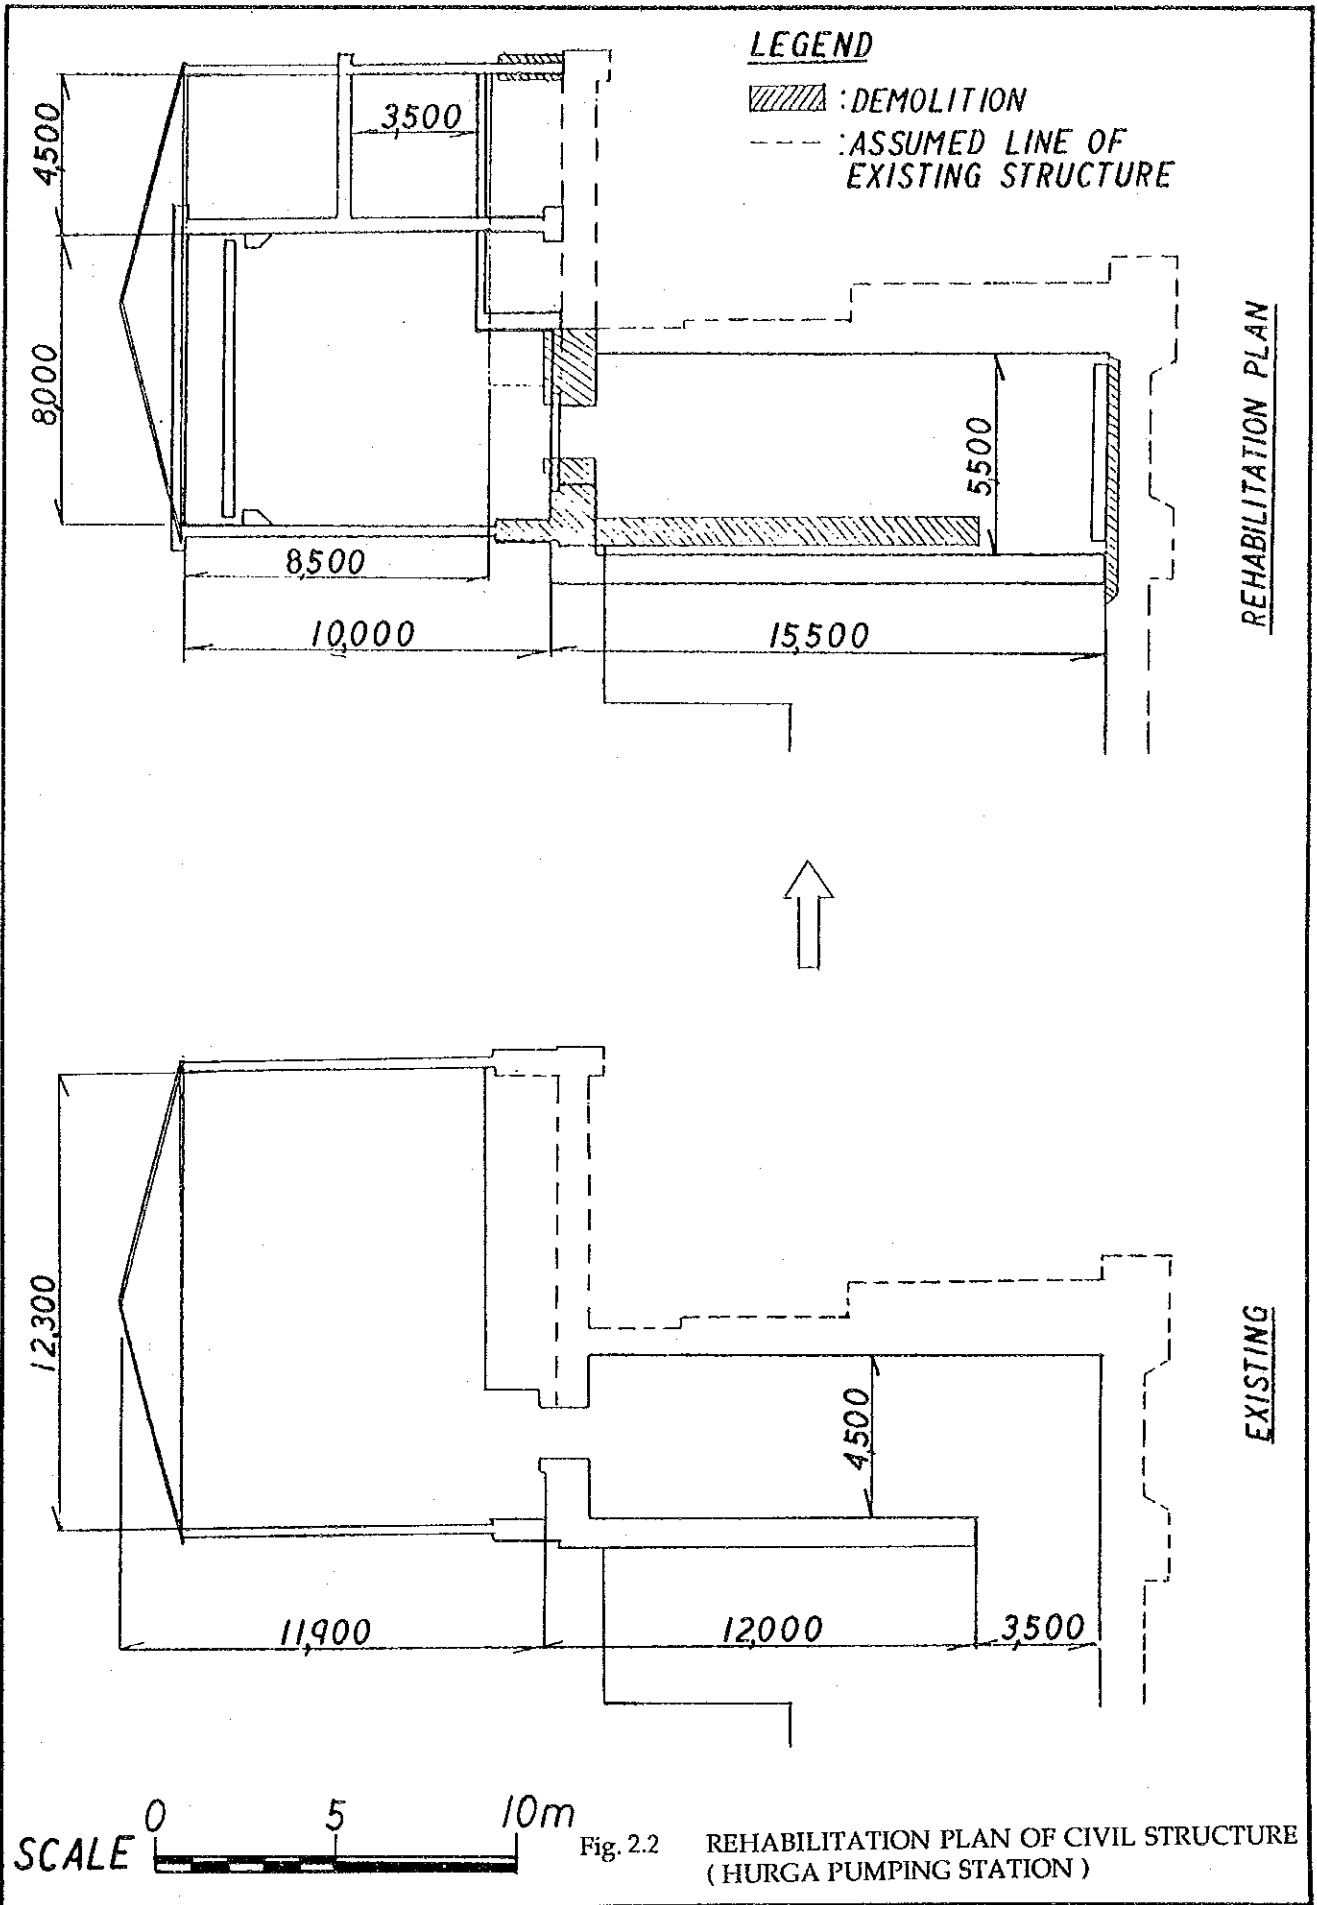 LEGEND
: DEMOLITION
: ASSUMED LINE OF
EXISTING STRUCTURE
4,500
3,500
8,000
5,500
8,500
10,000
15,500
REHABILITATION PLAN
12,300
4,500
11,900
12,000
3,500
EXISTING
SCALE
0 5 10m
Fig. 2.2 REHABILITATION PLAN OF CIVIL STRUCTURE
( HURGA PUMPING STATION )